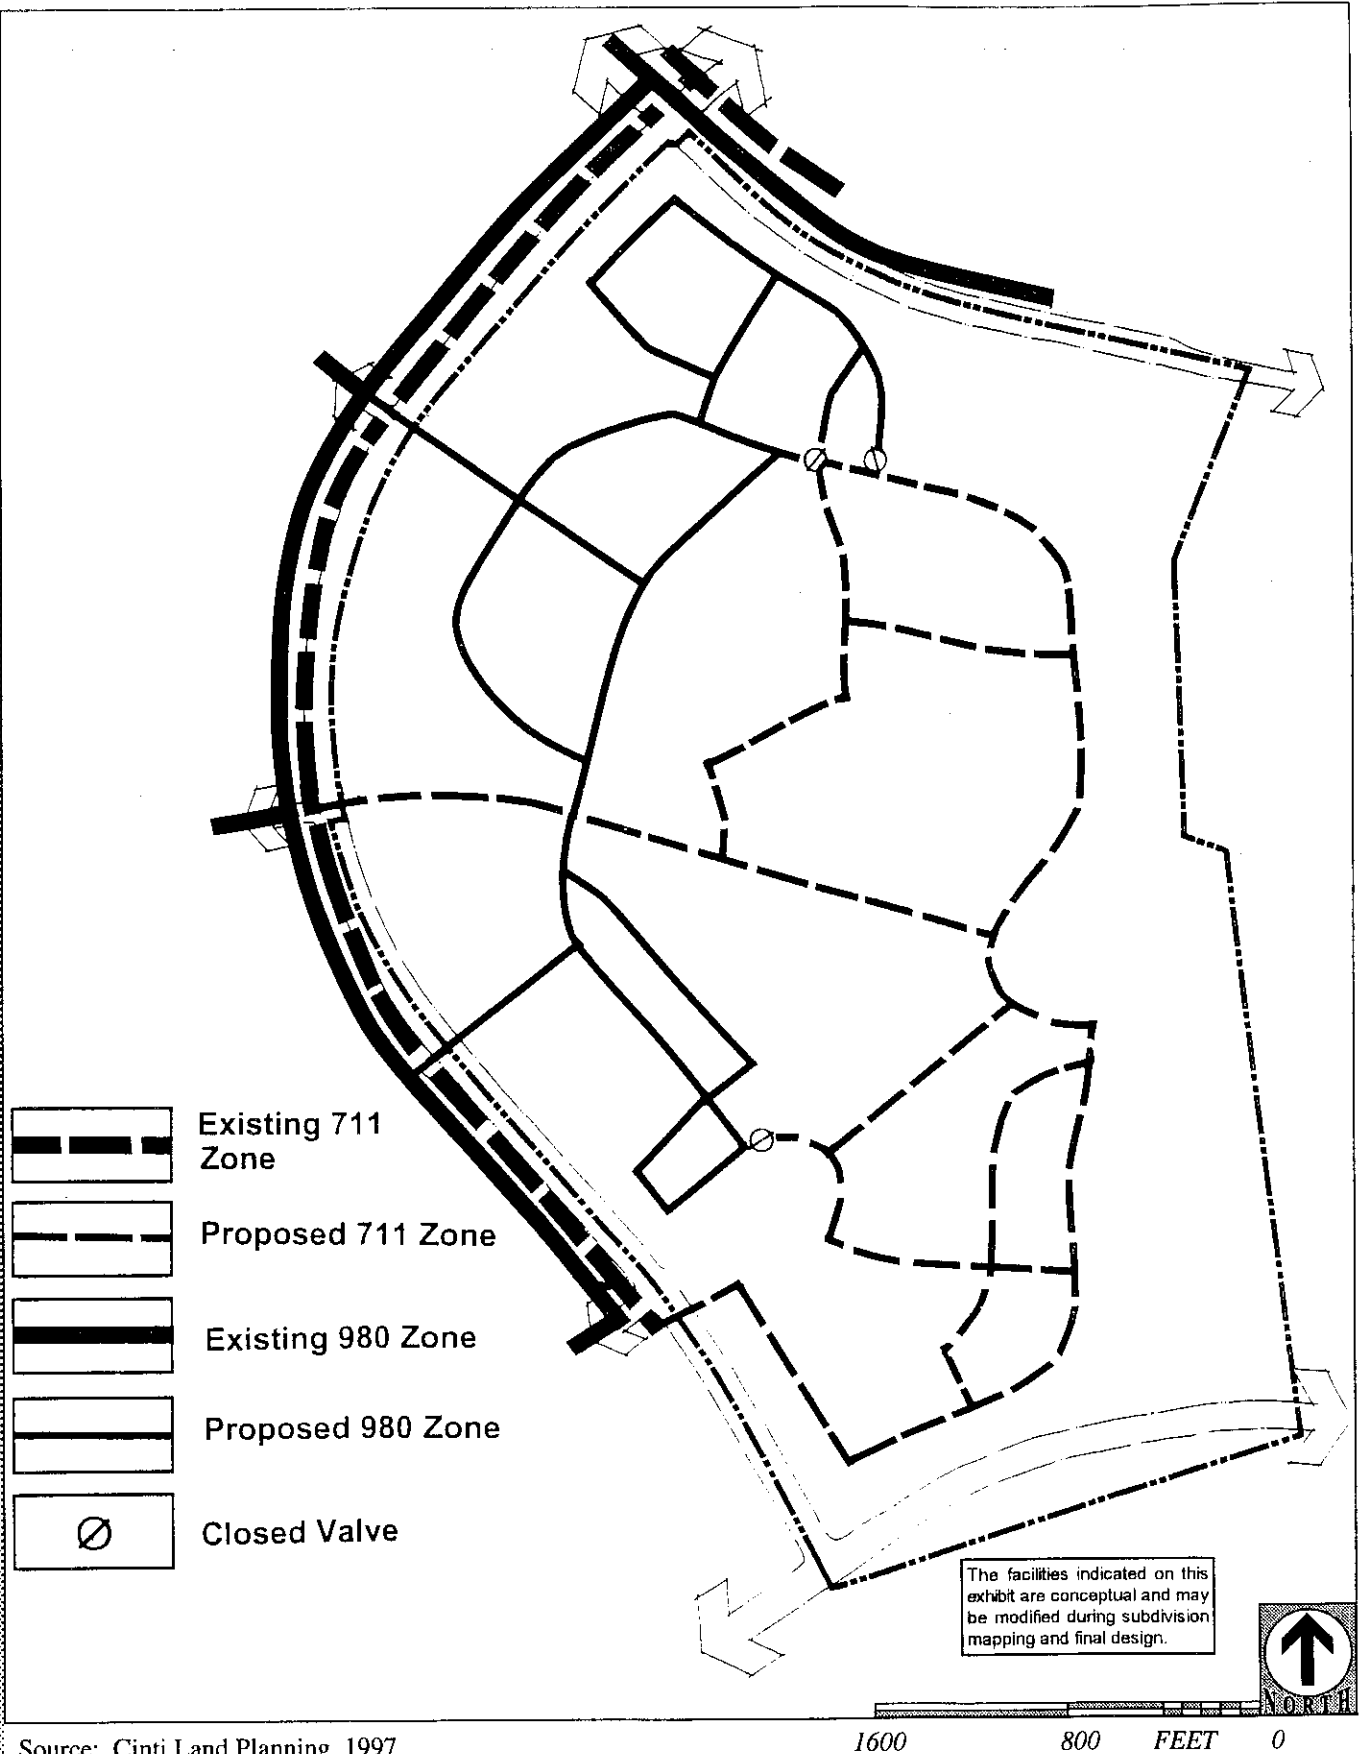 Existing 711
Zone
Proposed 711 Zone
Existing 980 Zone
Proposed 980 Zone
Closed Valve
The facilities indicated on this
exhibit are conceptual and may
be modified during subdivision
mapping and final design.
NORTH
1600 800 FEET 0
Source: Cinti Land Planning, 1997